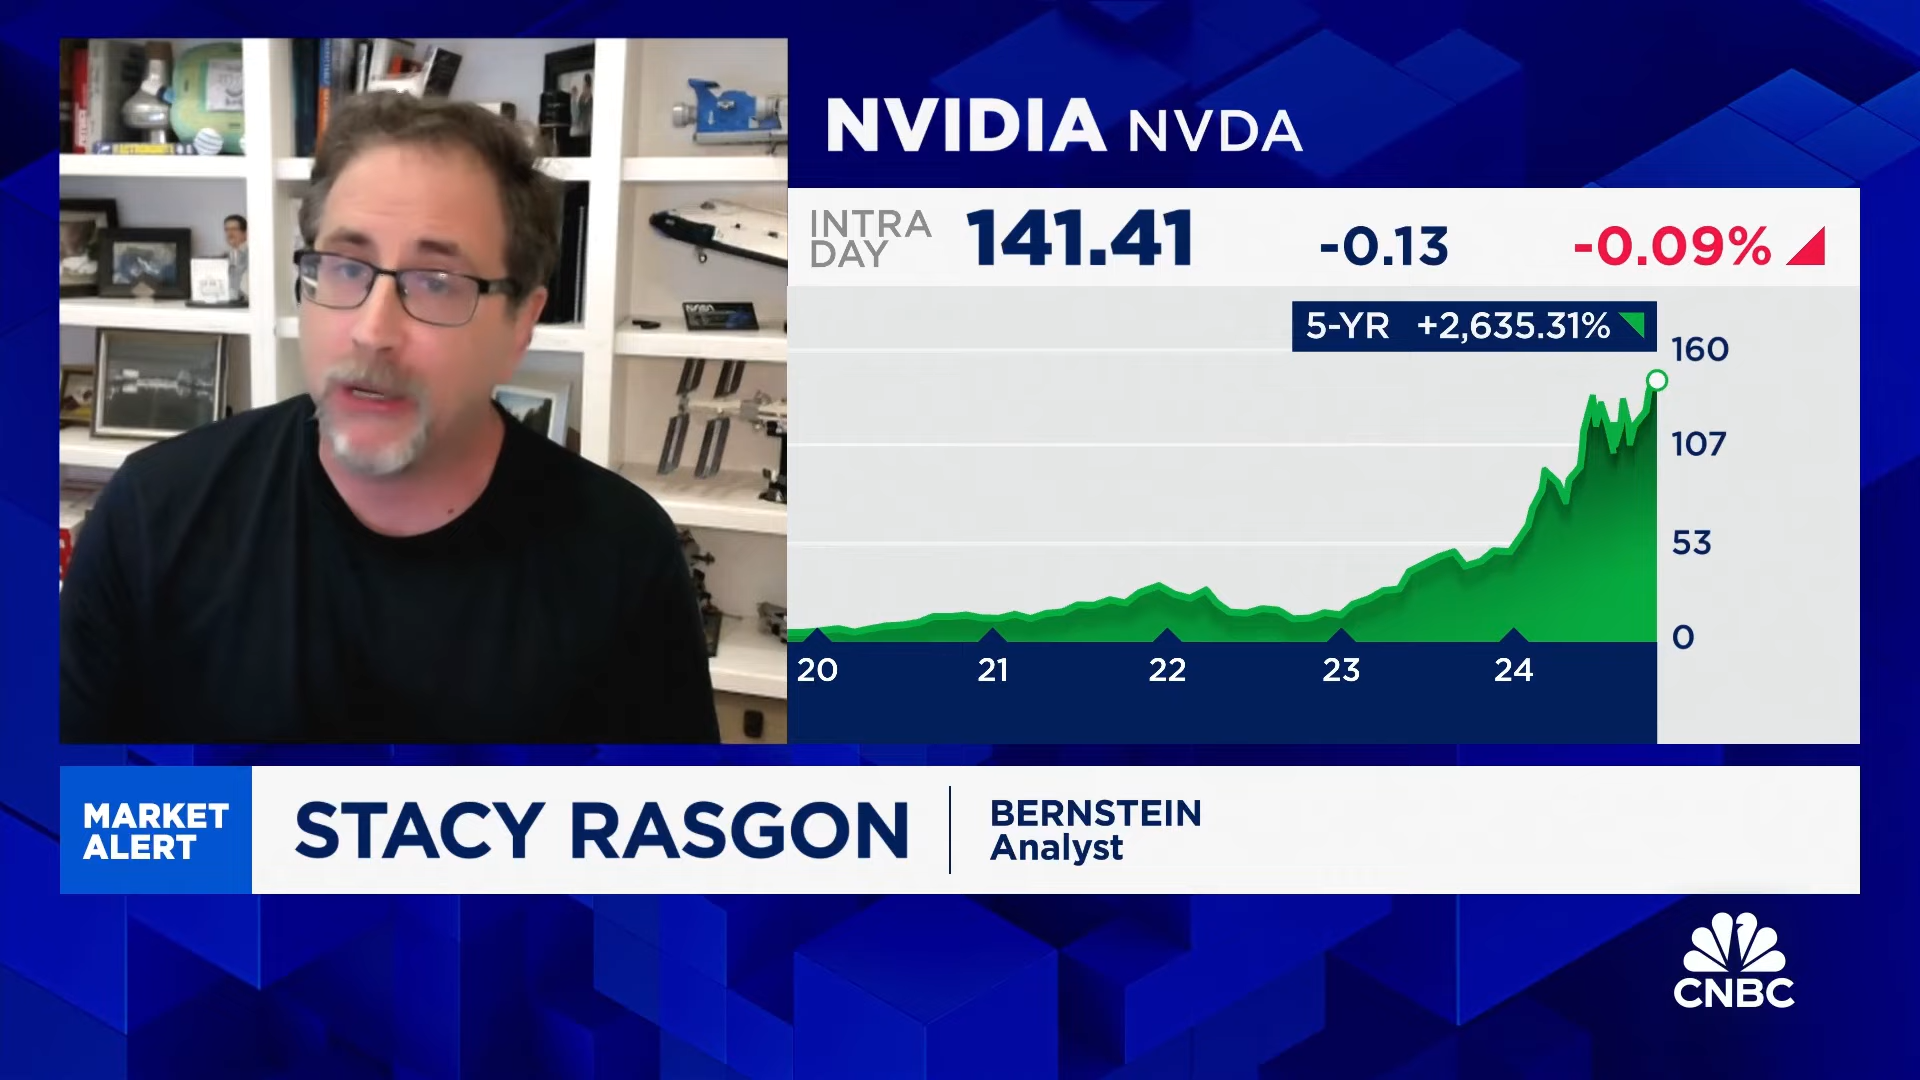 NVIDIA NVDA
INTRA
DAY
141.41 -0.13 -0.09%
5-YR +2,635.31%
160
107
53
0
20 21 22 23 24
MARKET
ALERT
STACY RASGON
BERNSTEIN
Analyst
CNBC